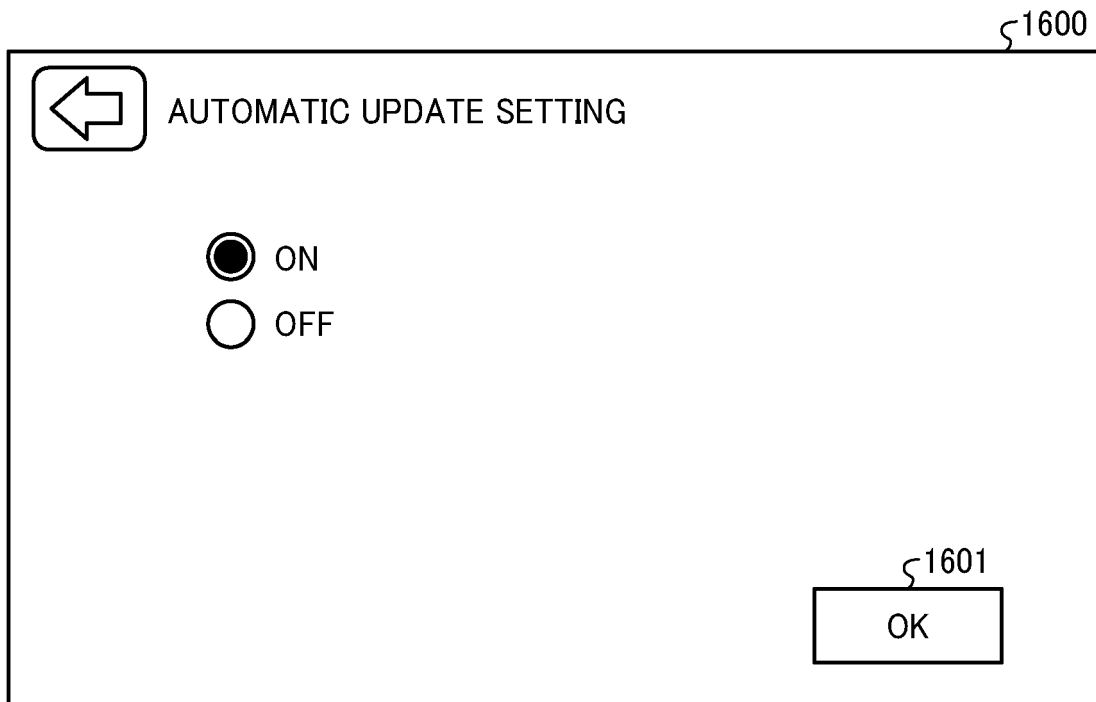 1600
AUTOMATIC UPDATE SETTING
ON
OFF
1601
OK